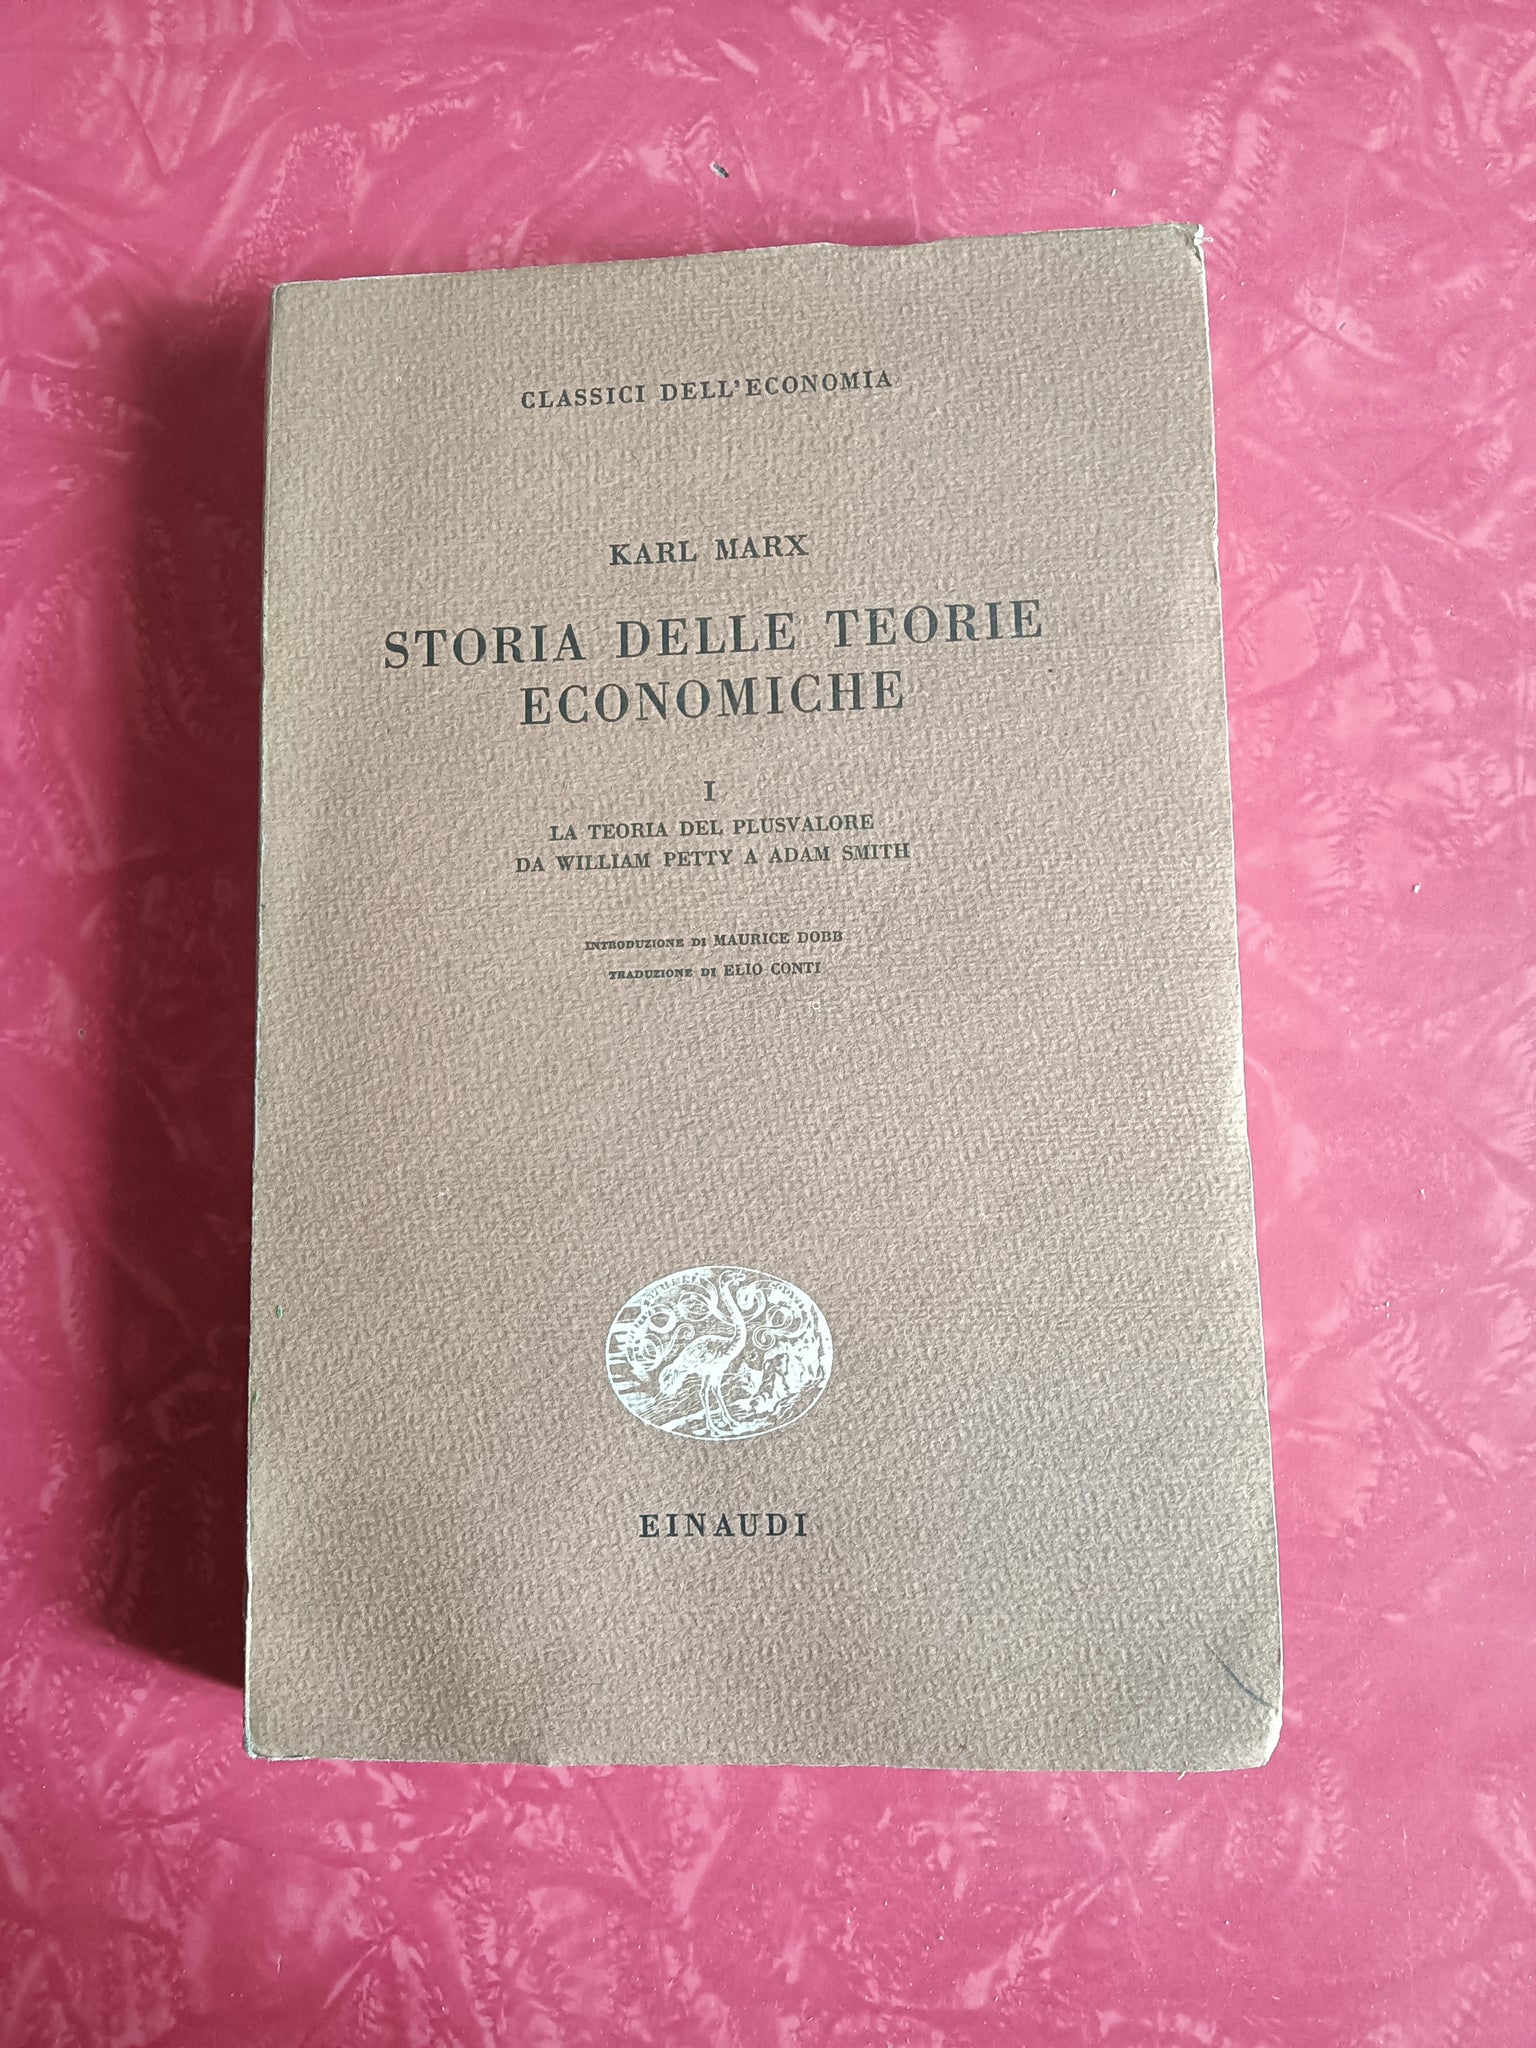 CLASSICI DELL'ECONOMIA
KARL MARX
STORIA DELLE TEORIE
ECONOMICHE
I
LA TEORIA DEL PLUSVALORE
DA WILLIAM PETTY A ADAM SMITH
INTRODUZIONE DI MAURICE DOBB
TRADUZIONE DI ELIO CONTI
EINAUDI